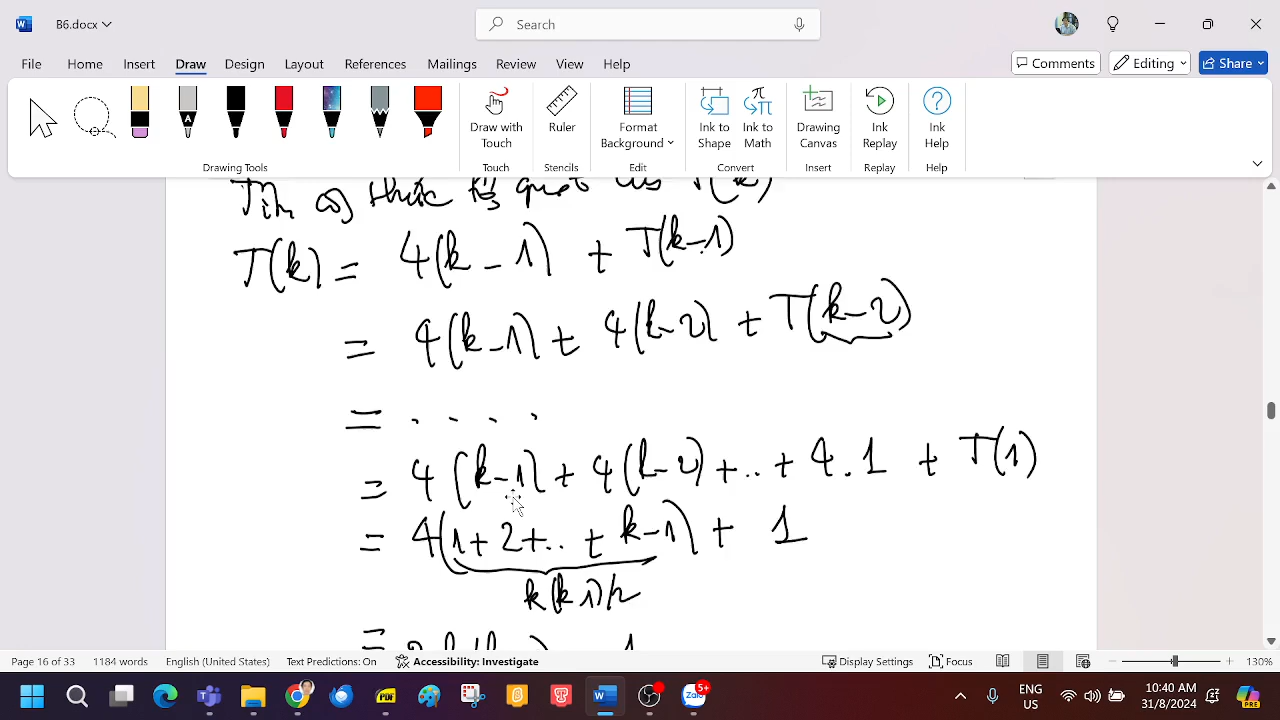 B6.docx
Search
File Home Insert Draw Design Layout References Mailings Review View Help
Comments Editing Share
Draw with Touch
Ruler
Format Background
Ink to Shape
Ink to Math
Drawing Canvas
Ink Replay
Ink Help
Drawing Tools Touch Stencils Edit Convert Insert Replay Help
T(k) = 4(k-1) + T(k-1)
= 4(k-1) + 4(k-2) + T(k-2)
= ....
= 4(k-1) + 4(k-2) + .. + 4.1 + T(1)
= 4(1+2+.. + k-1) + 1
k(k-1)/2
=
Page 16 of 33 1184 words English (United States) Text Predictions: On Accessibility: Investigate Display Settings Focus 130%
ENG US
10:40 AM
31/8/2024
PDF
5+
PRE